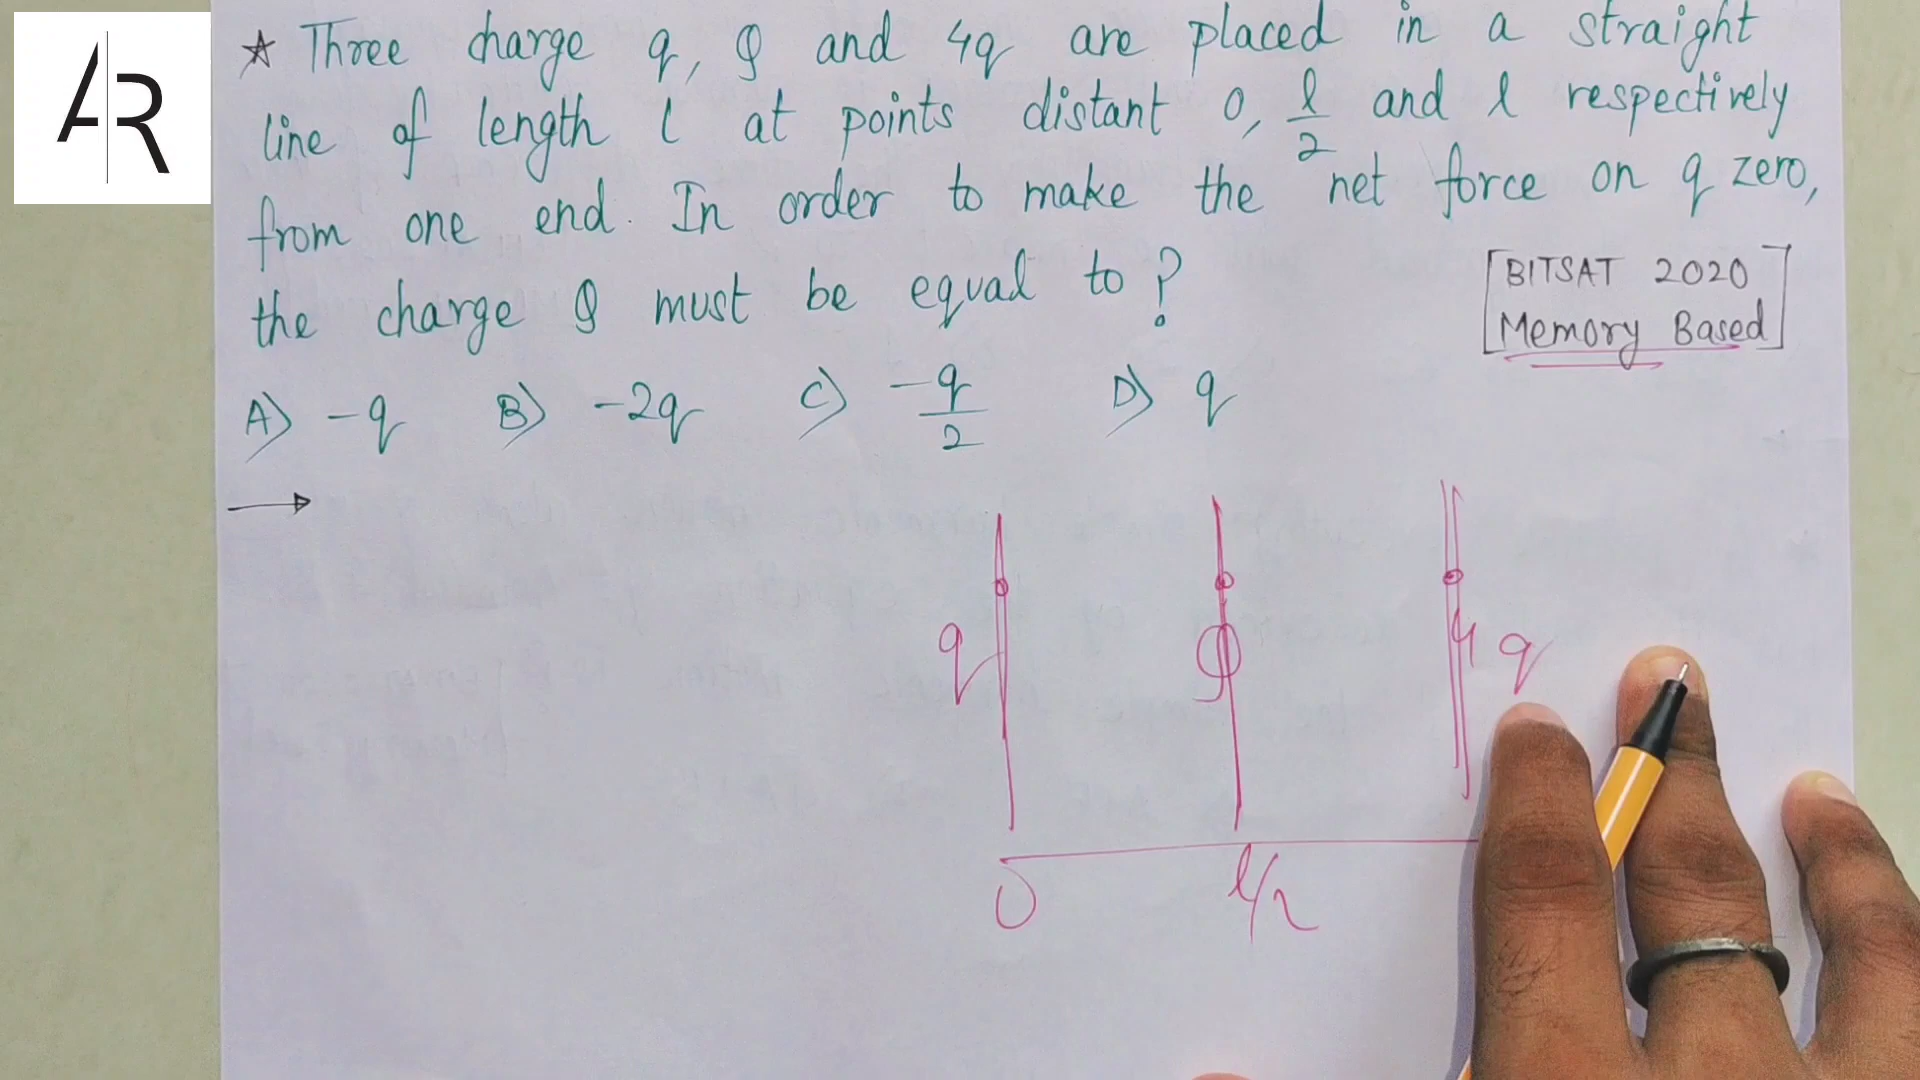 AR
☆ Three charge q, Q and 4q are placed in a straight
line of length l at points distant 0, l/2 and l respectively
from one end. In order to make the net force on q zero,
the charge Q must be equal to?
[BITSAT 2020
Memory Based]
A) -q B) -2q C) -q/2 D) q
→
q Q 4q
0 l/2